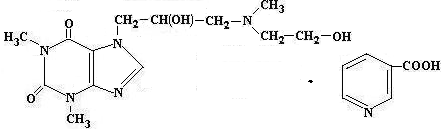 CH₃
CH₂—CH(OH)—CH₂—N
CH₂—CH₂—OH
O
H₃C
N
N
N
N
O
CH₃
·
COOH
N